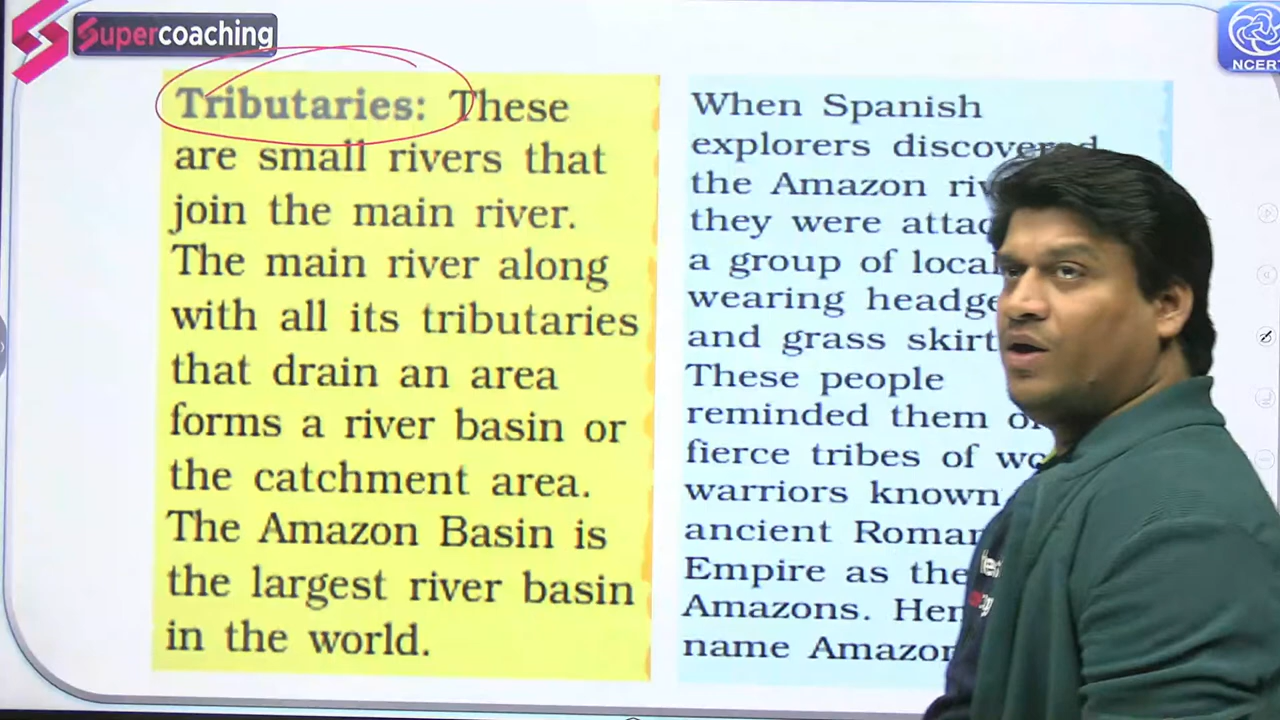 Supercoaching
NCERT
Tributaries: These
are small rivers that
join the main river.
The main river along
with all its tributaries
that drain an area
forms a river basin or
the catchment area.
The Amazon Basin is
the largest river basin
in the world.
When Spanish
explorers discovered
the Amazon
they were
a group of local
wearing
and grass
These people
reminded them
fierce tribes of
warriors known
ancient
Empire as the
Amazons.
name